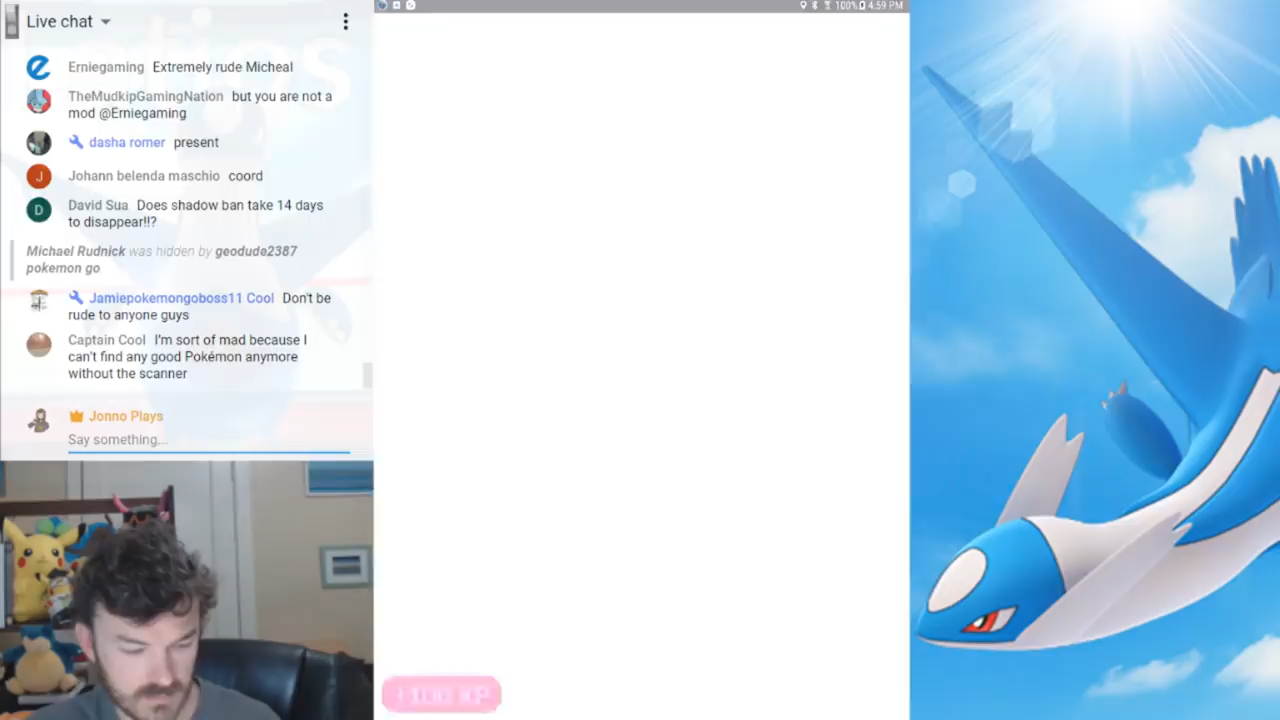 Live chat
100% 4:59 PM
Erniegaming Extremely rude Micheal
TheMudkipGamingNation but you are not a
mod @Erniegaming
dasha romer present
J Johann belenda maschio coord
D David Sua Does shadow ban take 14 days
to disappear!!?
Michael Rudnick was hidden by geodude2387
pokemon go
Jamiepokemongoboss11 Cool Don't be
rude to anyone guys
Captain Cool I'm sort of mad because I
can't find any good Pokémon anymore
without the scanner
Jonno Plays
Say something...
+100 XP